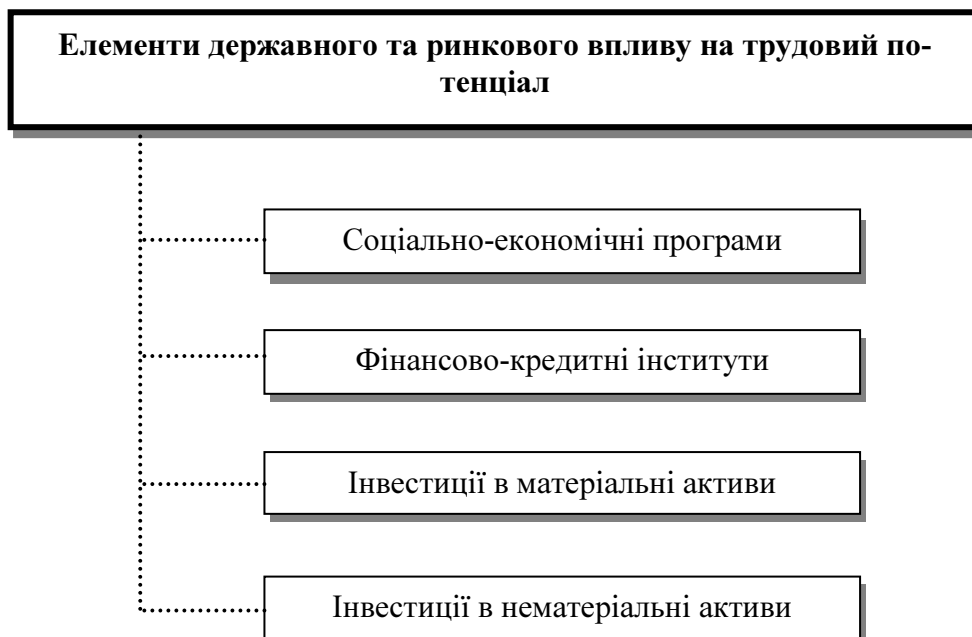 Елементи державного та ринкового впливу на трудовий по-
тенціал
Соціально-економічні програми
Фінансово-кредитні інститути
Інвестиції в матеріальні активи
Інвестиції в нематеріальні активи